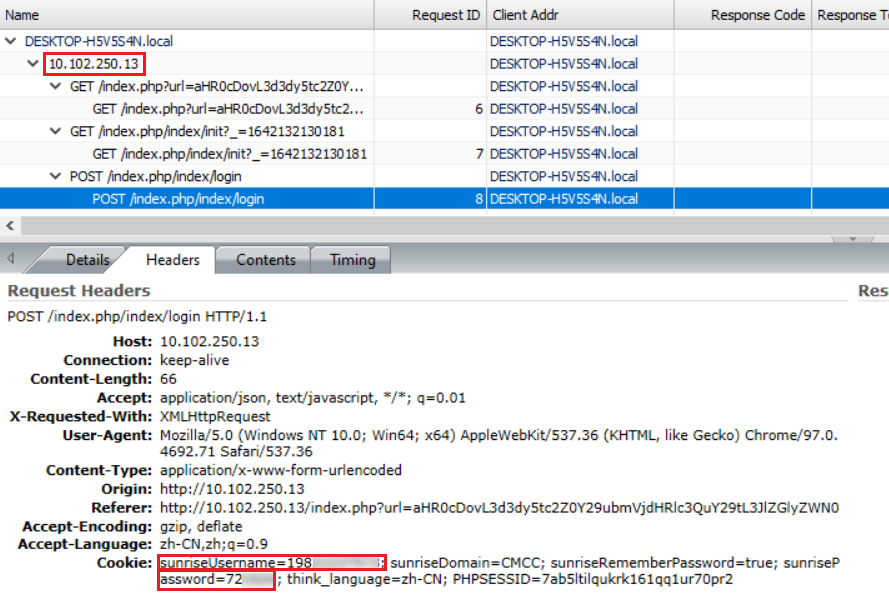 Name Request ID Client Addr Response Code Response T
DESKTOP-H5V5S4N.local DESKTOP-H5V5S4N.local
10.102.250.13 DESKTOP-H5V5S4N.local
GET /index.php?url=aHR0cDovL3d3dy5tc2Z0Y... DESKTOP-H5V5S4N.local
GET /index.php?url=aHR0cDovL3d3dy5tc2... 6 DESKTOP-H5V5S4N.local
GET /index.php/index/init?_=1642132130181 DESKTOP-H5V5S4N.local
GET /index.php/index/init?_=1642132130181 7 DESKTOP-H5V5S4N.local
POST /index.php/index/login DESKTOP-H5V5S4N.local
POST /index.php/index/login 8 DESKTOP-H5V5S4N.local
Details Headers Contents Timing
Request Headers Res
POST /index.php/index/login HTTP/1.1
Host: 10.102.250.13
Connection: keep-alive
Content-Length: 66
Accept: application/json, text/javascript, */*; q=0.01
X-Requested-With: XMLHttpRequest
User-Agent: Mozilla/5.0 (Windows NT 10.0; Win64; x64) AppleWebKit/537.36 (KHTML, like Gecko) Chrome/97.0.
4692.71 Safari/537.36
Content-Type: application/x-www-form-urlencoded
Origin: http://10.102.250.13
Referer: http://10.102.250.13/index.php?url=aHR0cDovL3d3dy5tc2Z0Y29ubmVjdHRlc3QuY29tL3JlZGlyZWN0
Accept-Encoding: gzip, deflate
Accept-Language: zh-CN,zh;q=0.9
Cookie: sunriseUsername=198 ; sunriseDomain=CMCC; sunriseRememberPassword=true; sunriseP
assword=72 ; think_language=zh-CN; PHPSESSID=7ab5ltilqukrk161qq1ur70pr2